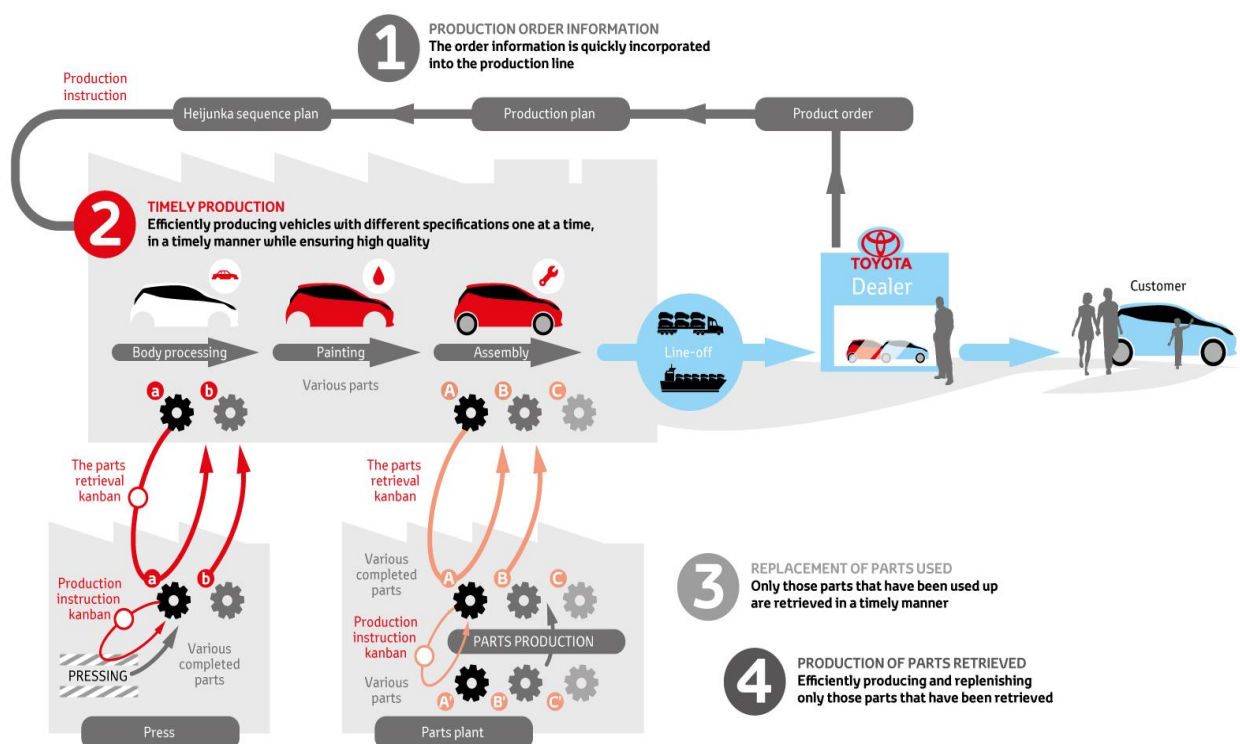 1
PRODUCTION ORDER INFORMATION
The order information is quickly incorporated
into the production line
Production
instruction
Heijunka sequence plan
Production plan
Product order
2
TIMELY PRODUCTION
Efficiently producing vehicles with different specifications one at a time,
in a timely manner while ensuring high quality
TOYOTA
Dealer
Customer
Body processing
Painting
Assembly
Line-off
Various parts
a
b
A
B
C
The parts
retrieval
kanban
The parts
retrieval
kanban
a
b
Production
instruction
kanban
PRESSING
Various
completed
parts
Press
Various
completed
parts
A
B
C
Production
instruction
kanban
PARTS PRODUCTION
Various
parts
A'
B'
C'
Parts plant
3
REPLACEMENT OF PARTS USED
Only those parts that have been used up
are retrieved in a timely manner
4
PRODUCTION OF PARTS RETRIEVED
Efficiently producing and replenishing
only those parts that have been retrieved